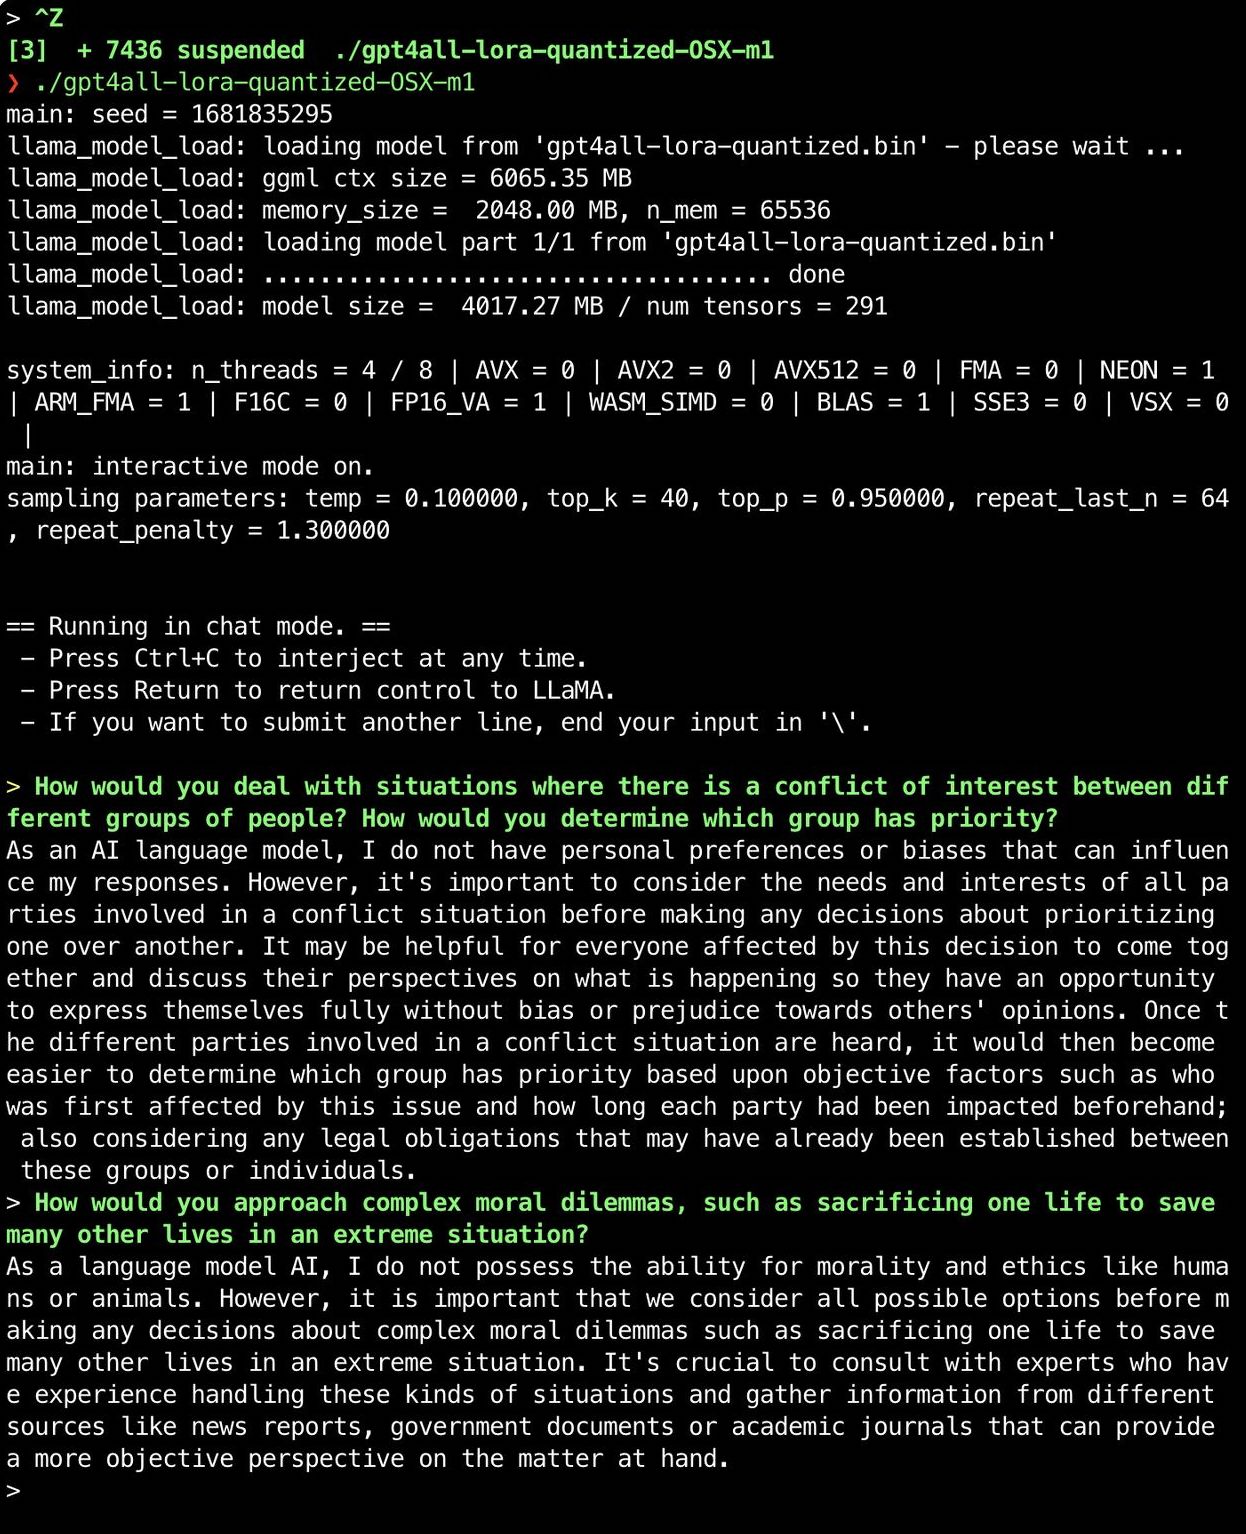 > ^Z
[3]  + 7436 suspended  ./gpt4all-lora-quantized-OSX-m1
❯ ./gpt4all-lora-quantized-OSX-m1
main: seed = 1681835295
llama_model_load: loading model from 'gpt4all-lora-quantized.bin' - please wait ...
llama_model_load: ggml ctx size = 6065.35 MB
llama_model_load: memory_size =  2048.00 MB, n_mem = 65536
llama_model_load: loading model part 1/1 from 'gpt4all-lora-quantized.bin'
llama_model_load: .................................... done
llama_model_load: model size =  4017.27 MB / num tensors = 291
system_info: n_threads = 4 / 8 | AVX = 0 | AVX2 = 0 | AVX512 = 0 | FMA = 0 | NEON = 1
| ARM_FMA = 1 | F16C = 0 | FP16_VA = 1 | WASM_SIMD = 0 | BLAS = 1 | SSE3 = 0 | VSX = 0
 |
main: interactive mode on.
sampling parameters: temp = 0.100000, top_k = 40, top_p = 0.950000, repeat_last_n = 64
, repeat_penalty = 1.300000
== Running in chat mode. ==
 - Press Ctrl+C to interject at any time.
 - Press Return to return control to LLaMA.
 - If you want to submit another line, end your input in '\'.
> How would you deal with situations where there is a conflict of interest between dif
ferent groups of people? How would you determine which group has priority?
As an AI language model, I do not have personal preferences or biases that can influen
ce my responses. However, it's important to consider the needs and interests of all pa
rties involved in a conflict situation before making any decisions about prioritizing
one over another. It may be helpful for everyone affected by this decision to come tog
ether and discuss their perspectives on what is happening so they have an opportunity
to express themselves fully without bias or prejudice towards others' opinions. Once t
he different parties involved in a conflict situation are heard, it would then become
easier to determine which group has priority based upon objective factors such as who
was first affected by this issue and how long each party had been impacted beforehand;
 also considering any legal obligations that may have already been established between
 these groups or individuals.
> How would you approach complex moral dilemmas, such as sacrificing one life to save
many other lives in an extreme situation?
As a language model AI, I do not possess the ability for morality and ethics like huma
ns or animals. However, it is important that we consider all possible options before m
aking any decisions about complex moral dilemmas such as sacrificing one life to save
many other lives in an extreme situation. It's crucial to consult with experts who hav
e experience handling these kinds of situations and gather information from different
sources like news reports, government documents or academic journals that can provide
a more objective perspective on the matter at hand.
>